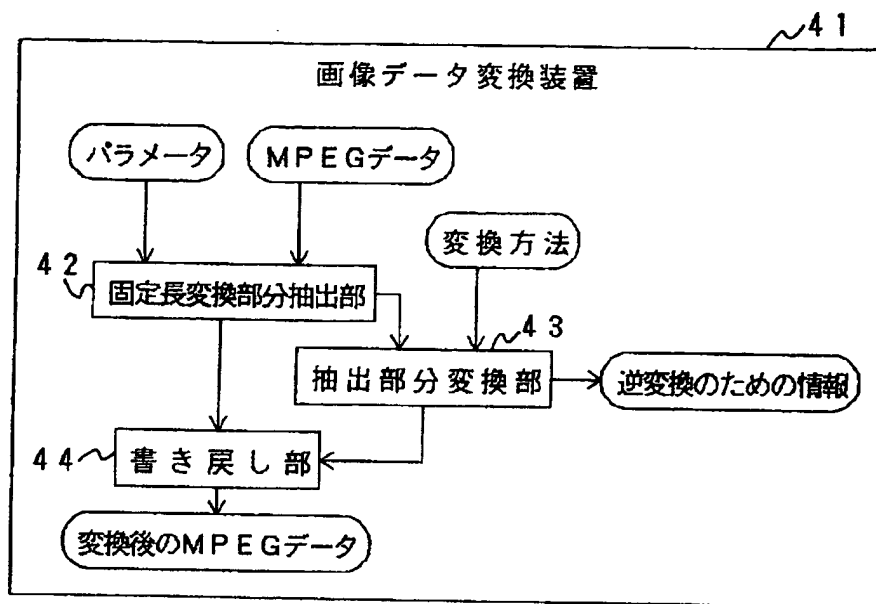 41
画像データ変換装置
パラメータ
MPEGデータ
変換方法
42
固定長変換部分抽出部
43
抽出部分変換部
逆変換のための情報
44
書き戻し部
変換後のMPEGデータ